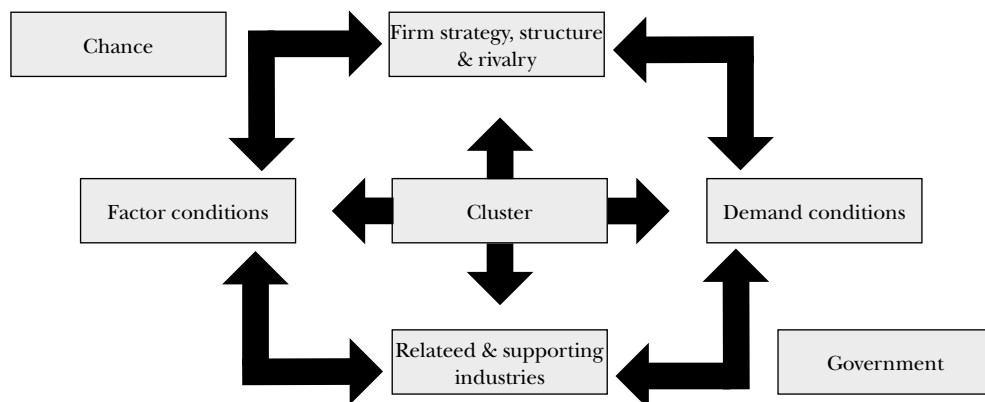 Chance
Firm strategy, structure
& rivalry
Factor conditions
Cluster
Demand conditions
Relateed & supporting
industries
Government